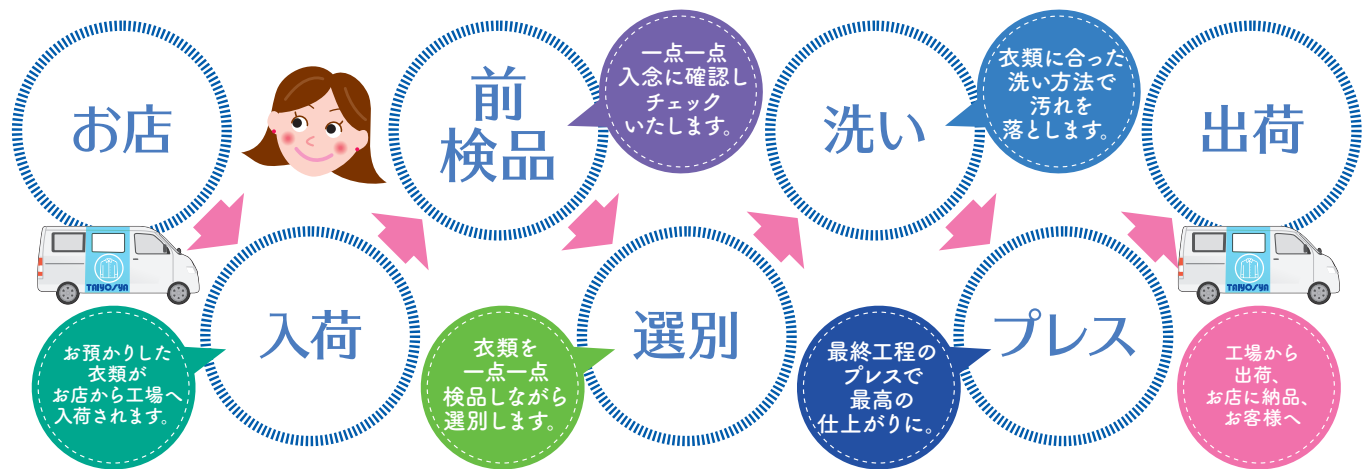 お店
TAIYOSYA
お預かりした
衣類が
お店から工場へ
入荷されます。
入荷
前
検品
一点一点
入念に確認し
チェック
いたします。
衣類を
一点一点
検品しながら
選別します。
選別
洗い
衣類に合った
洗い方法で
汚れを
落とします。
最終工程の
プレスで
最高の
仕上がりに。
プレス
出荷
TAIYOSYA
工場から
出荷、
お店に納品、
お客様へ